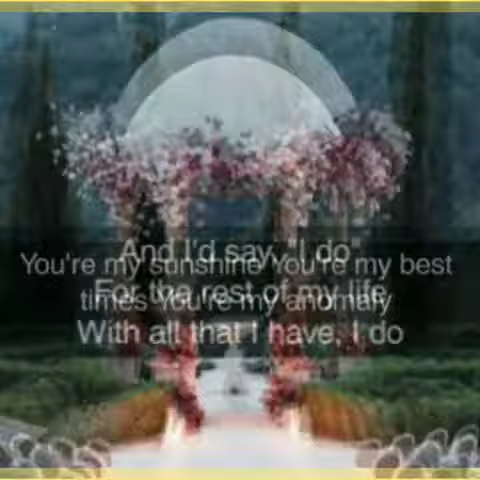 And I'd say, "I do"
You're my sunshine You're my best
For the rest of my life
times You're my anomaly
With all that I have, I do